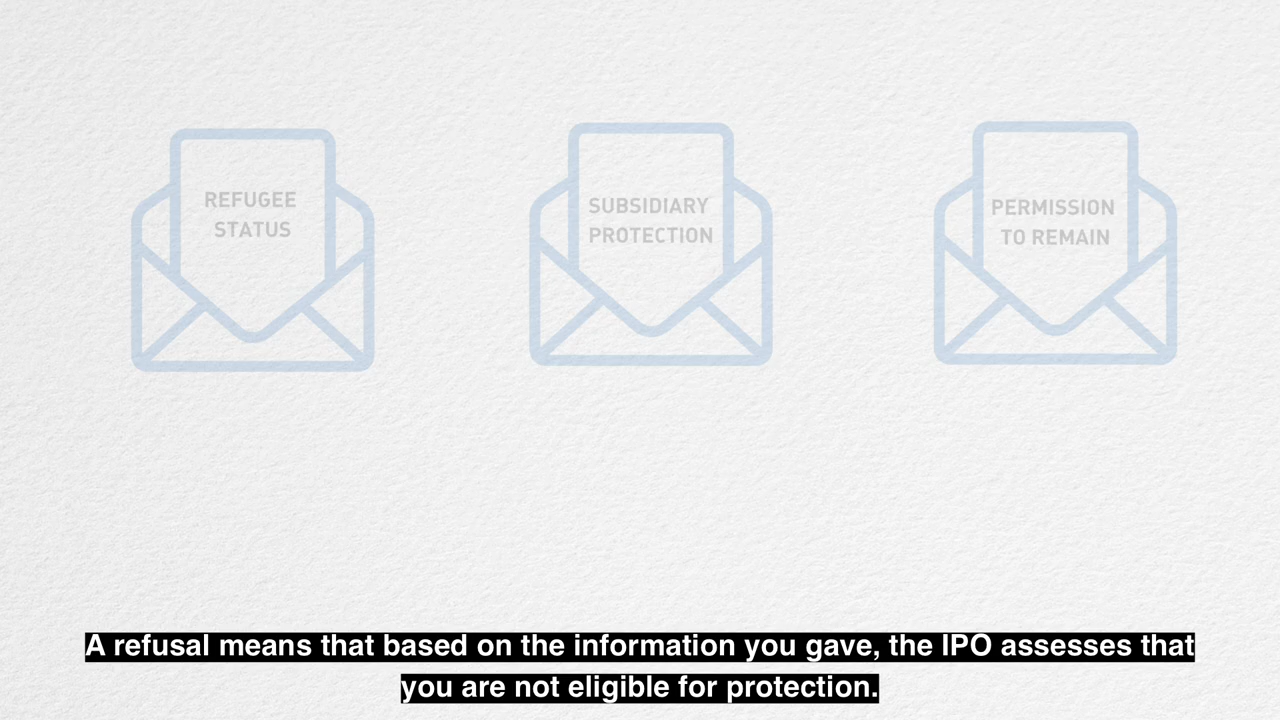 REFUGEE
STATUS
SUBSIDIARY
PROTECTION
PERMISSION
TO REMAIN
A refusal means that based on the information you gave, the IPO assesses that
you are not eligible for protection.